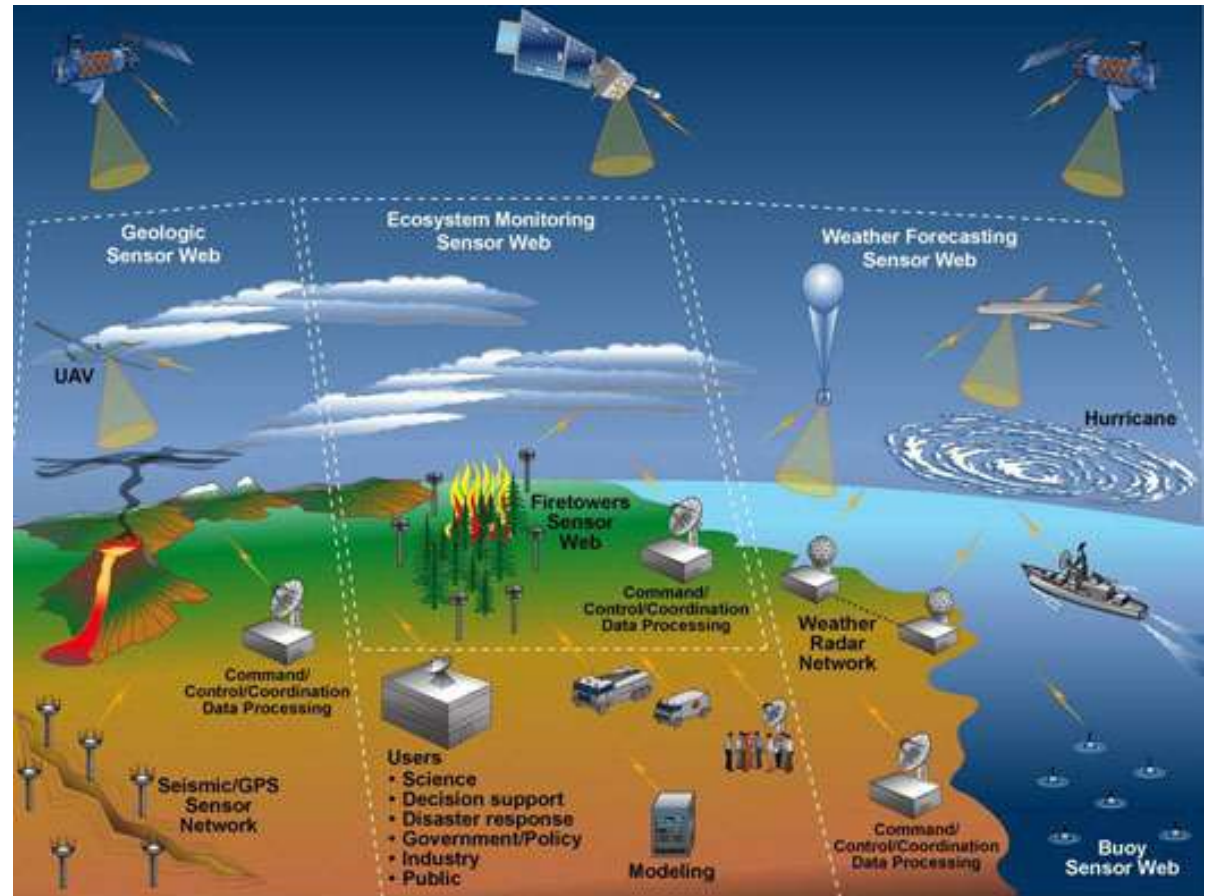 Geologic
Sensor Web
Ecosystem Monitoring
Sensor Web
Weather Forecasting
Sensor Web
UAV
Hurricane
Firetowers
Sensor
Web
Command/
Control/Coordination
Data Processing
Weather
Radar
Network
Command/
Control/Coordination
Data Processing
Seismic/GPS
Sensor
Network
Users
• Science
• Decision support
• Disaster response
• Government/Policy
• Industry
• Public
Modeling
Command/
Control/Coordination
Data Processing
Buoy
Sensor Web